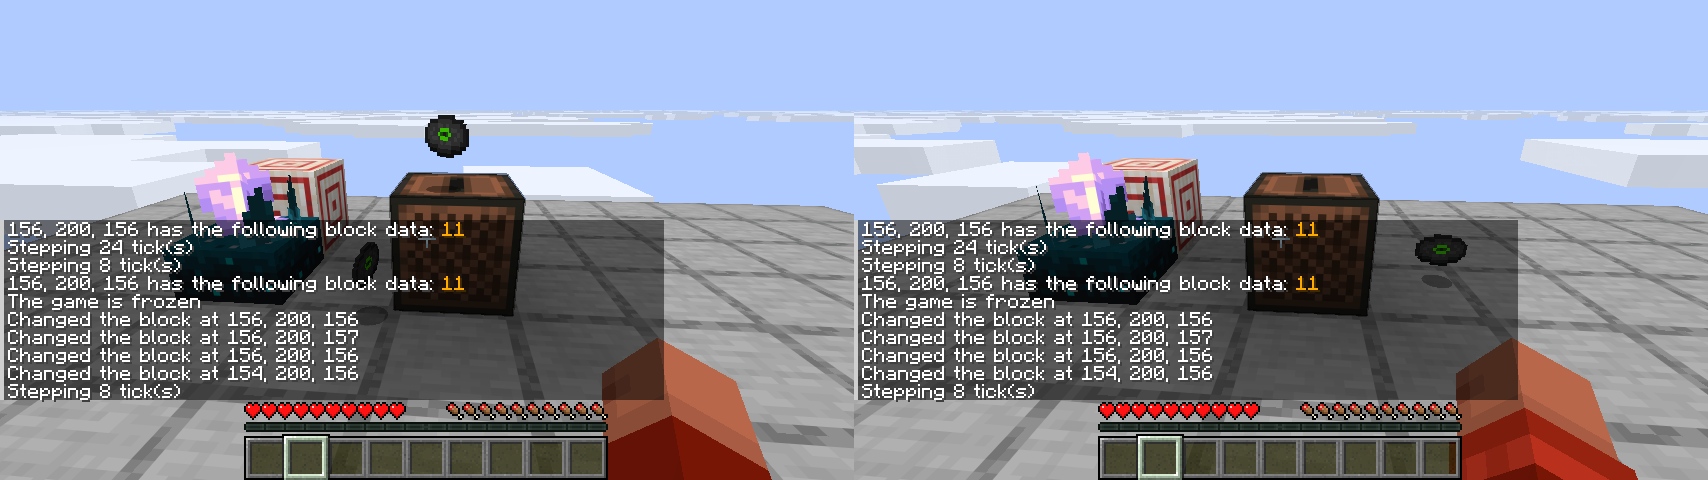 156, 200, 156 has the following block data: 11
Stepping 24 tick(s)
Stepping 8 tick(s)
156, 200, 156 has the following block data: 11
The game is frozen
Changed the block at 156, 200, 156
Changed the block at 156, 200, 157
Changed the block at 156, 200, 156
Changed the block at 154, 200, 156
Stepping 8 tick(s)
156, 200, 156 has the following block data: 11
Stepping 24 tick(s)
Stepping 8 tick(s)
156, 200, 156 has the following block data: 11
The game is frozen
Changed the block at 156, 200, 156
Changed the block at 156, 200, 157
Changed the block at 156, 200, 156
Changed the block at 154, 200, 156
Stepping 8 tick(s)